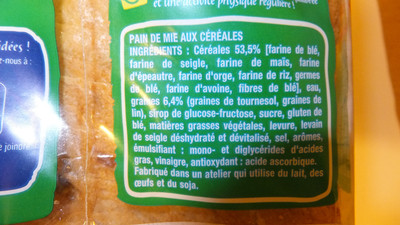 et une activité physique régulière !
PAIN DE MIE AUX CÉRÉALES
INGRÉDIENTS : Céréales 53,5% [farine de blé,
farine de seigle, farine de maïs, farine
d'épeautre, farine d'orge, farine de riz, germes
de blé, farine d'avoine, fibres de blé], eau,
graines 6,4% (graines de tournesol, graines de
lin), sirop de glucose-fructose, sucre, gluten de
blé, matières grasses végétales, levure, levain
de seigle déshydraté et dévitalisé, sel, arômes,
émulsifiant : mono- et diglycérides d'acides
gras, vinaigre, antioxydant : acide ascorbique.
Fabriqué dans un atelier qui utilise du lait, des
œufs et du soja.
idées !
-nous à :
e joindre